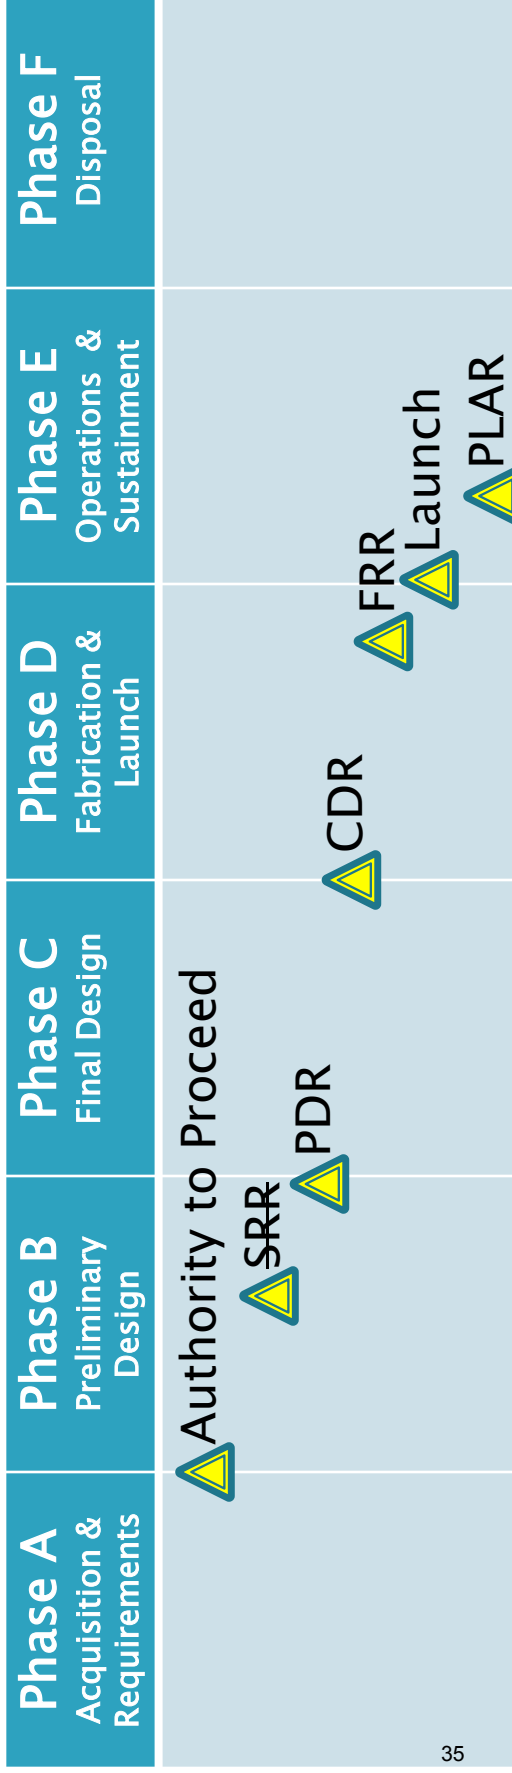 Phase A
Acquisition &
Requirements
Phase B
Preliminary
Design
Phase C
Final Design
Phase D
Fabrication &
Launch
Phase E
Operations &
Sustainment
Phase F
Disposal
Authority to Proceed
SRR
PDR
CDR
FRR
Launch
PLAR
35